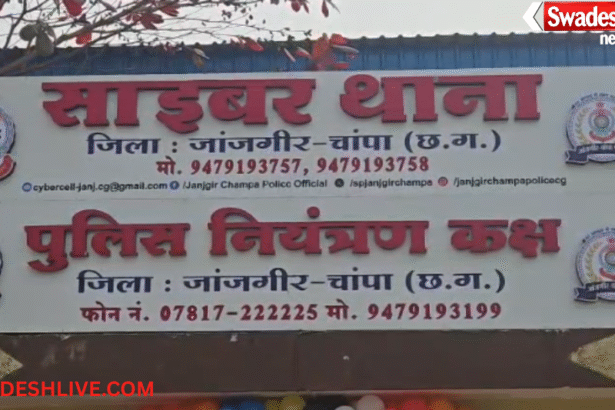 Swades
ne
साइबर थाना
जिला : जांजगीर-चांपा (छ.ग.)
मो. 9479193757, 9479193758
cybercell-janj.cg@gmail.com /Janjgir Champa Police Official /spjanjgirchampa /janjgirchampapolicecg
पुलिस नियंत्रण कक्ष
जिला : जांजगीर-चांपा (छ.ग.)
फोन नं. 07817-222225 मो. 9479193199
DESHLIVE.COM